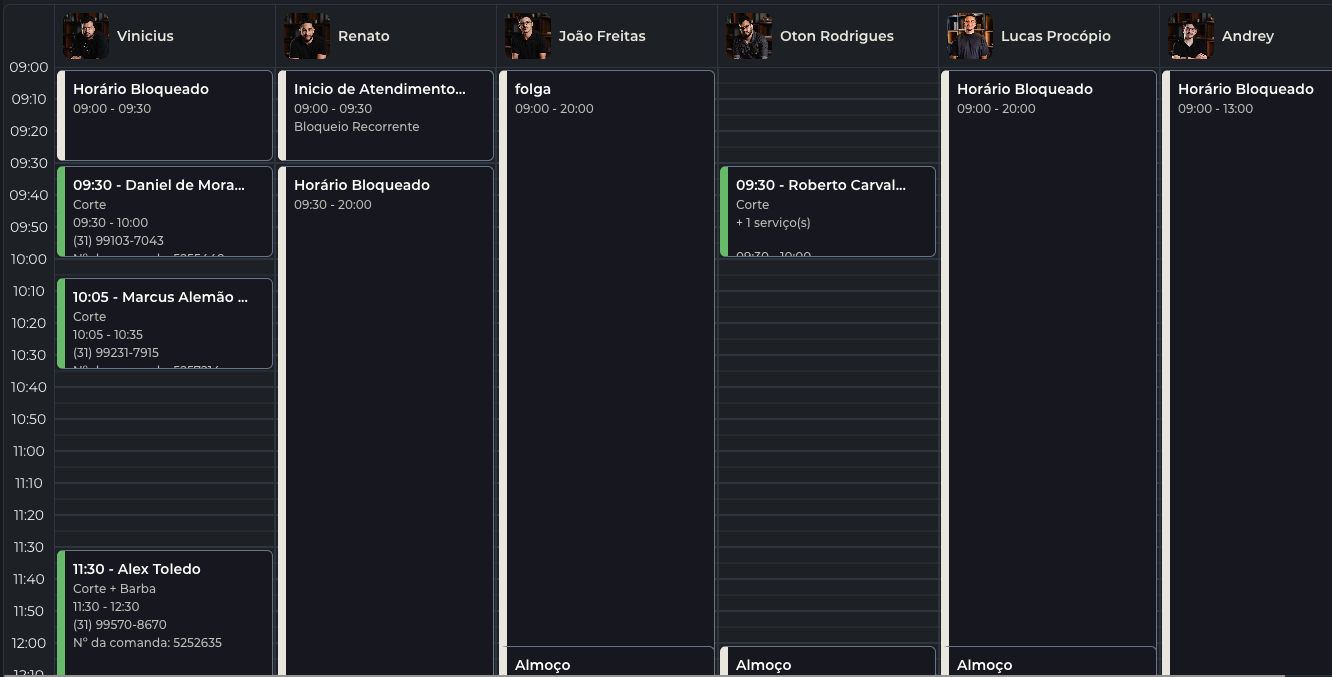 Vinicius
Renato
João Freitas
Oton Rodrigues
Lucas Procópio
Andrey
09:00
09:10
09:20
09:30
09:40
09:50
10:00
10:10
10:20
10:30
10:40
10:50
11:00
11:10
11:20
11:30
11:40
11:50
12:00
12:10
Horário Bloqueado
09:00 - 09:30
09:30 - Daniel de Mora...
Corte
09:30 - 10:00
(31) 99103-7043
10:05 - Marcus Alemão ...
Corte
10:05 - 10:35
(31) 99231-7915
11:30 - Alex Toledo
Corte + Barba
11:30 - 12:30
(31) 99570-8670
Nº da comanda: 5252635
Inicio de Atendimento...
09:00 - 09:30
Bloqueio Recorrente
Horário Bloqueado
09:30 - 20:00
folga
09:00 - 20:00
Almoço
09:30 - Roberto Carval...
Corte
+ 1 serviço(s)
09:30 - 10:00
Almoço
Horário Bloqueado
09:00 - 20:00
Almoço
Horário Bloqueado
09:00 - 13:00